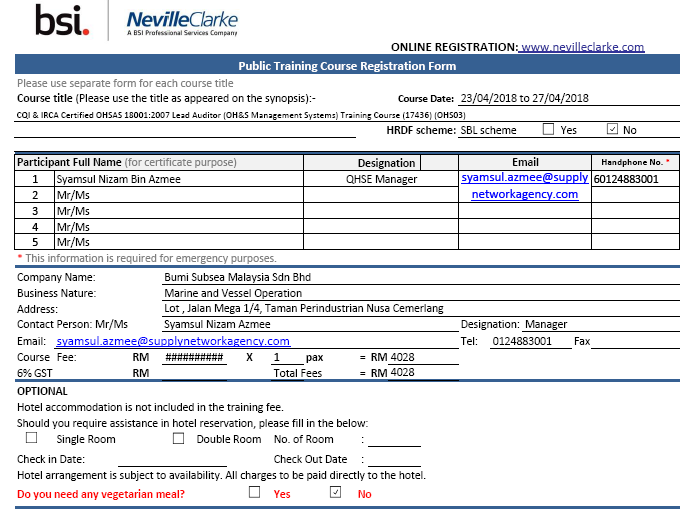 bsi. NevilleClarke
A BSI Professional Services Company
ONLINE REGISTRATION: www.nevilleclarke.com
Public Training Course Registration Form
Please use separate form for each course title
Course title (Please use the title as appeared on the synopsis):- Course Date: 23/04/2018 to 27/04/2018
CQI & IRCA Certified OHSAS 18001:2007 Lead Auditor (OH&S Management Systems) Training Course (17436) (OHS03)
HRDF scheme: SBL scheme ☐ Yes ☑ No
Participant Full Name (for certificate purpose) Designation Email Handphone No. *
1 Syamsul Nizam Bin Azmee QHSE Manager syamsul.azmee@supply 60124883001
2 Mr/Ms networkagency.com
3 Mr/Ms
4 Mr/Ms
5 Mr/Ms
* This information is required for emergency purposes.
Company Name: Bumi Subsea Malaysia Sdn Bhd
Business Nature: Marine and Vessel Operation
Address: Lot , Jalan Mega 1/4, Taman Perindustrian Nusa Cemerlang
Contact Person: Mr/Ms Syamsul Nizam Azmee Designation: Manager
Email: syamsul.azmee@supplynetworkagency.com Tel: 0124883001 Fax
Course Fee: RM ########## X 1 pax = RM 4028
6% GST RM Total Fees = RM 4028
OPTIONAL
Hotel accommodation is not included in the training fee.
Should you require assistance in hotel reservation, please fill in the below:
☐ Single Room ☐ Double Room No. of Room :
Check in Date: Check Out Date :
Hotel arrangement is subject to availability. All charges to be paid directly to the hotel.
Do you need any vegetarian meal? ☐ Yes ☑ No